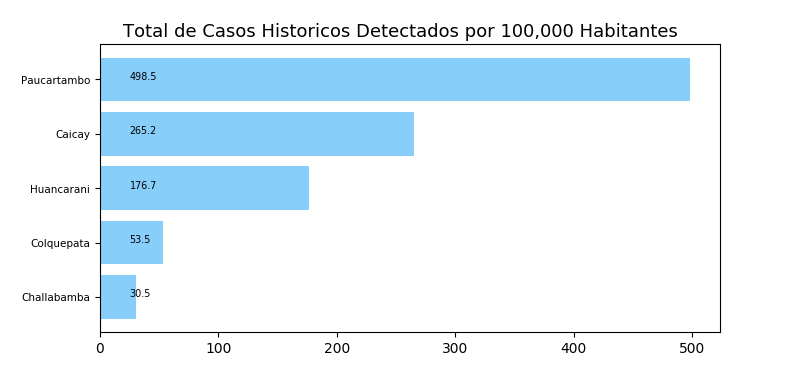 Total de Casos Historicos Detectados por 100,000 Habitantes
Paucartambo 498.5
Caicay 265.2
Huancarani 176.7
Colquepata 53.5
Challabamba 30.5
0 100 200 300 400 500